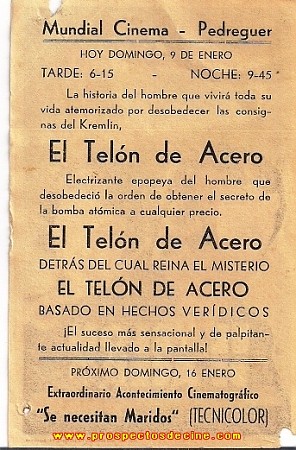 Mundial Cinema - Pedreguer
HOY DOMINGO, 9 DE ENERO
TARDE: 6-15 - NOCHE: 9-45
La historia del hombre que vivirá toda su
vida atemorizado por desobedecer las consig-
nas del Kremlin,
El Telón de Acero
Electrizante epopeya del hombre que
desobedeció la orden de obtener el secreto de
la bomba atómica a cualquier precio.
El Telón de Acero
DETRÁS DEL CUAL REINA EL MISTERIO
EL TELÓN DE ACERO
BASADO EN HECHOS VERÍDICOS
¡El suceso más sensacional y de palpitan-
te actualidad llevado a la pantalla!
PRÓXIMO DOMINGO, 16 ENERO
Extraordinario Acontecimiento Cinematográfico
"Se necesitan Maridos" (TECNICOLOR)
www.prospectosdecine.com